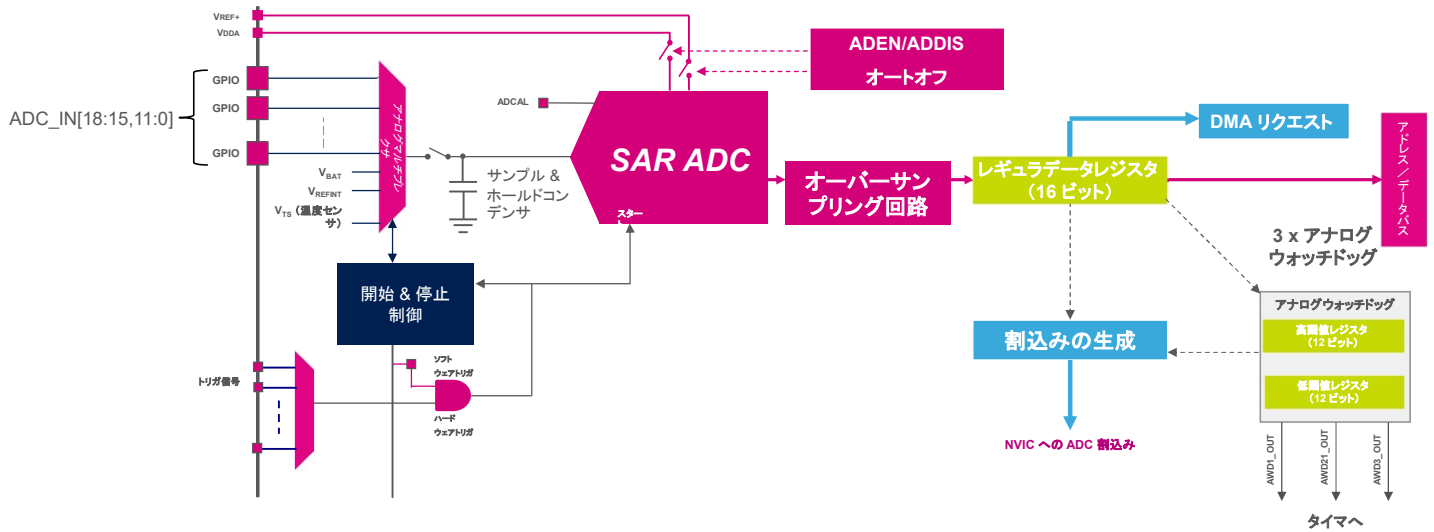 VREF+
VDDA
ADEN/ADDIS
オートオフ
GPIO
GPIO
GPIO
ADC_IN[18:15,11:0]
アナログマルチプレ
クサ
ADCAL
SAR ADC
スタート
VBAT
VREFINT
VTS (温度セン
サ)
サンプル &
ホールドコン
デンサ
オーバーサン
プリング回路
DMA リクエスト
レギュラデータレジスタ
(16 ビット)
アドレス／データバス
3 x アナログ
ウォッチドッグ
開始 & 停止
制御
アナログウォッチドッグ
高閾値レジスタ
(12 ビット)
低閾値レジスタ
(12 ビット)
割込みの生成
ソフト
ウェアトリガ
トリガ信号
ハード
ウェアトリガ
NVIC への ADC 割込み
AWD1_OUT
AWD21_OUT
AWD3_OUT
タイマへ